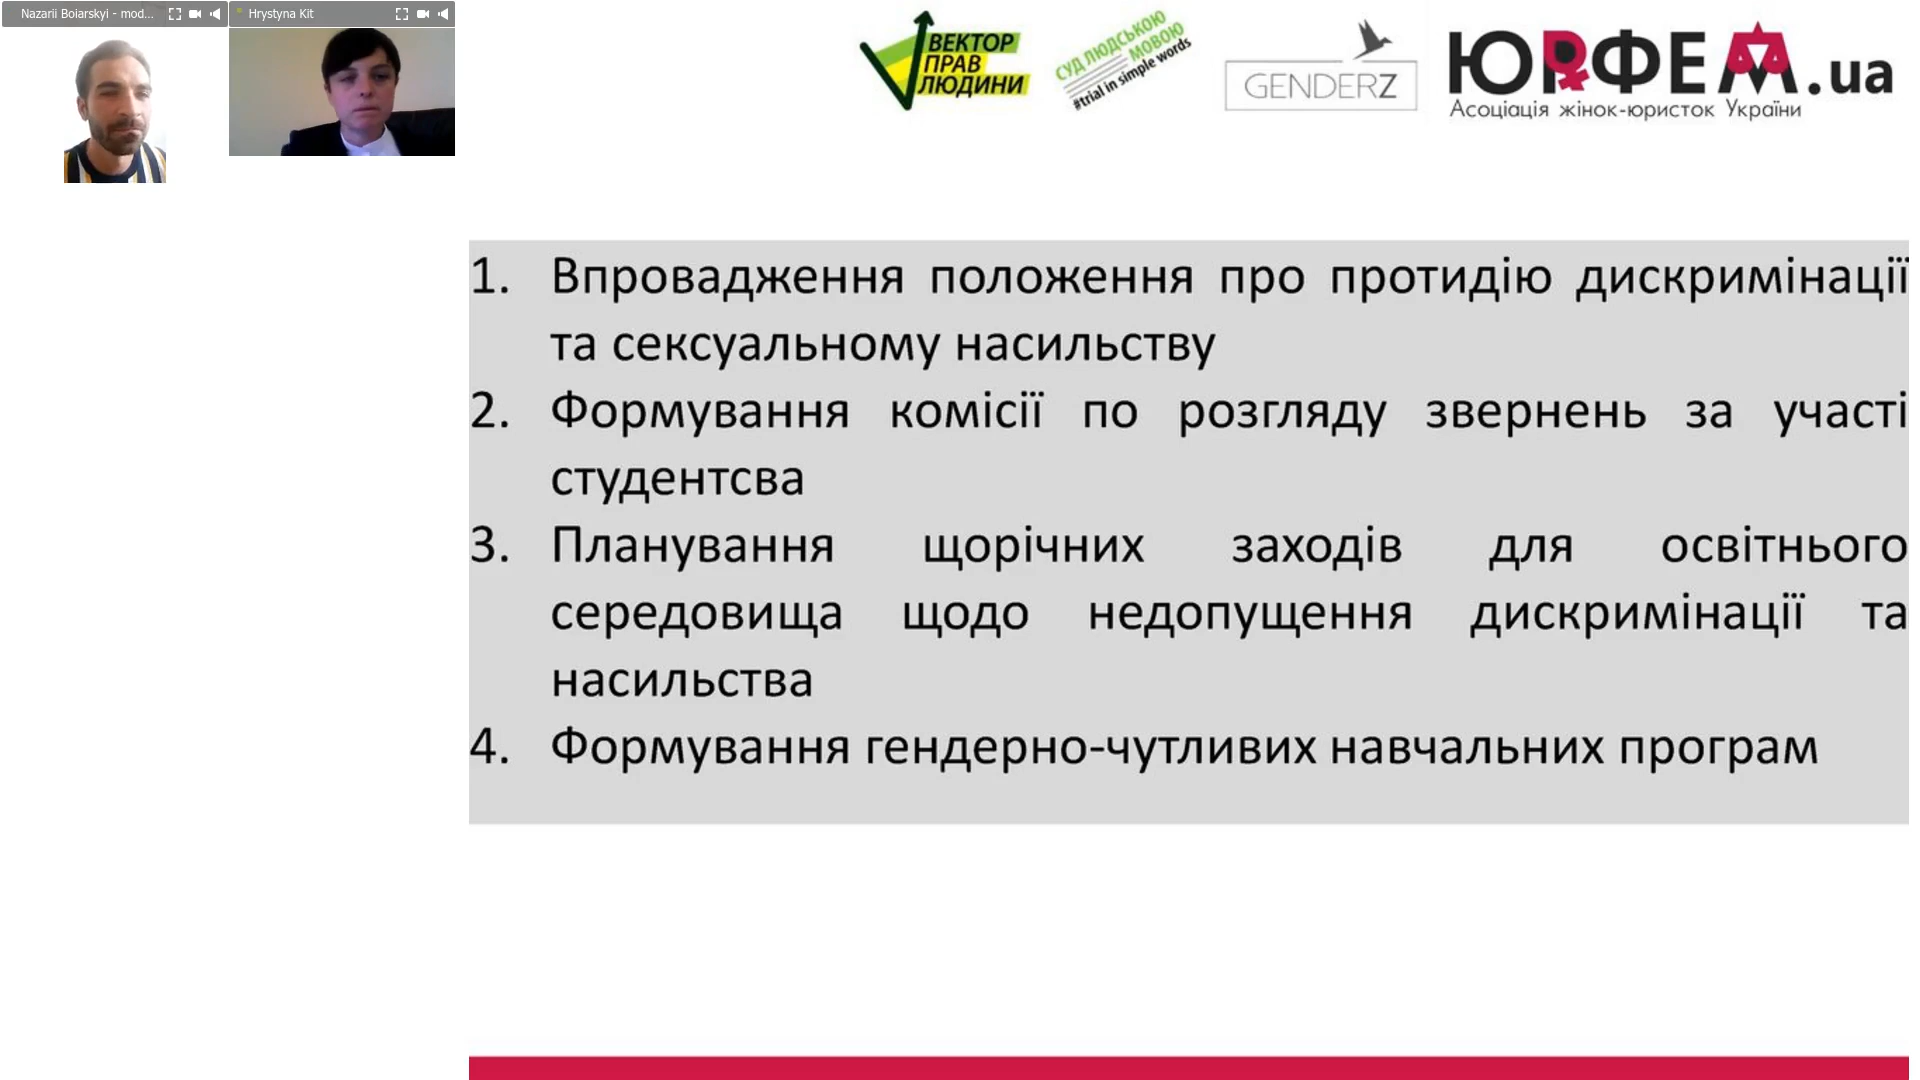 Nazarii Boiarskyi - mod...
Hrystyna Kit
ВЕКТОР
ПРАВ
ЛЮДИНИ
СУД ЛЮДСЬКОЮ
МОВОЮ
#trial in simple words
GENDERZ
ЮРФЕМ.ua
Асоціація жінок-юристок України
1. Впровадження положення про протидію дискримінації
та сексуальному насильству
2. Формування комісії по розгляду звернень за участі
студентсва
3. Планування щорічних заходів для освітнього
середовища щодо недопущення дискримінації та
насильства
4. Формування гендерно-чутливих навчальних програм